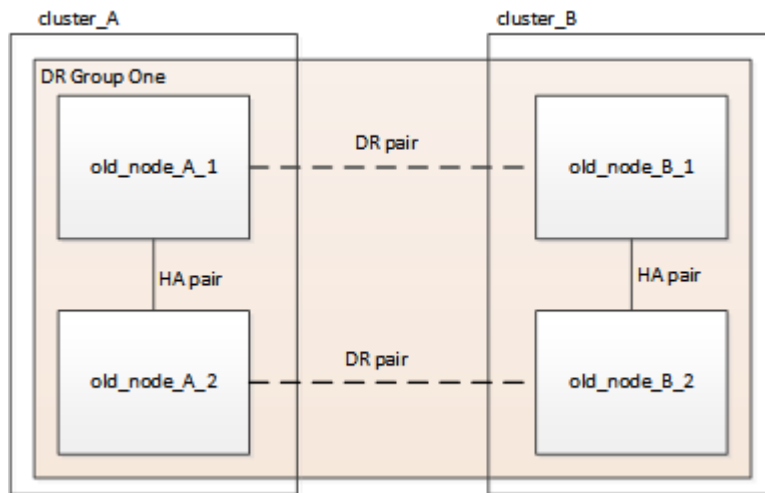 cluster_A
cluster_B
DR Group One
old_node_A_1
DR pair
old_node_B_1
HA pair
HA pair
old_node_A_2
DR pair
old_node_B_2